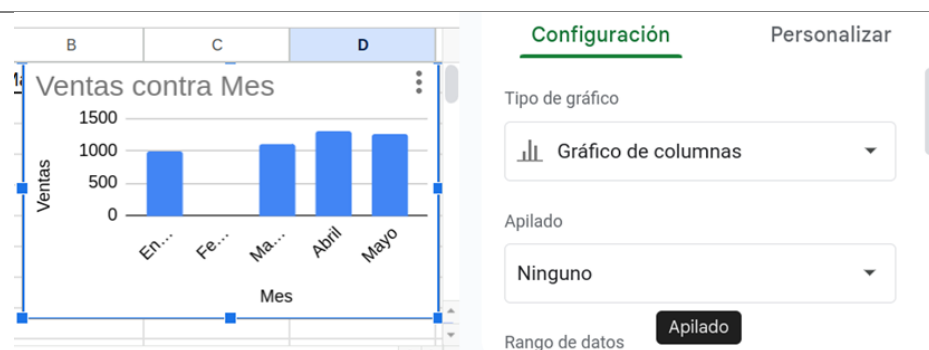 B C D
Ventas contra Mes
1500
1000
500
0
Ventas
En... Fe... Ma... Abril Mayo
Mes
Configuración Personalizar
Tipo de gráfico
Gráfico de columnas
Apilado
Ninguno
Apilado
Rango de datos